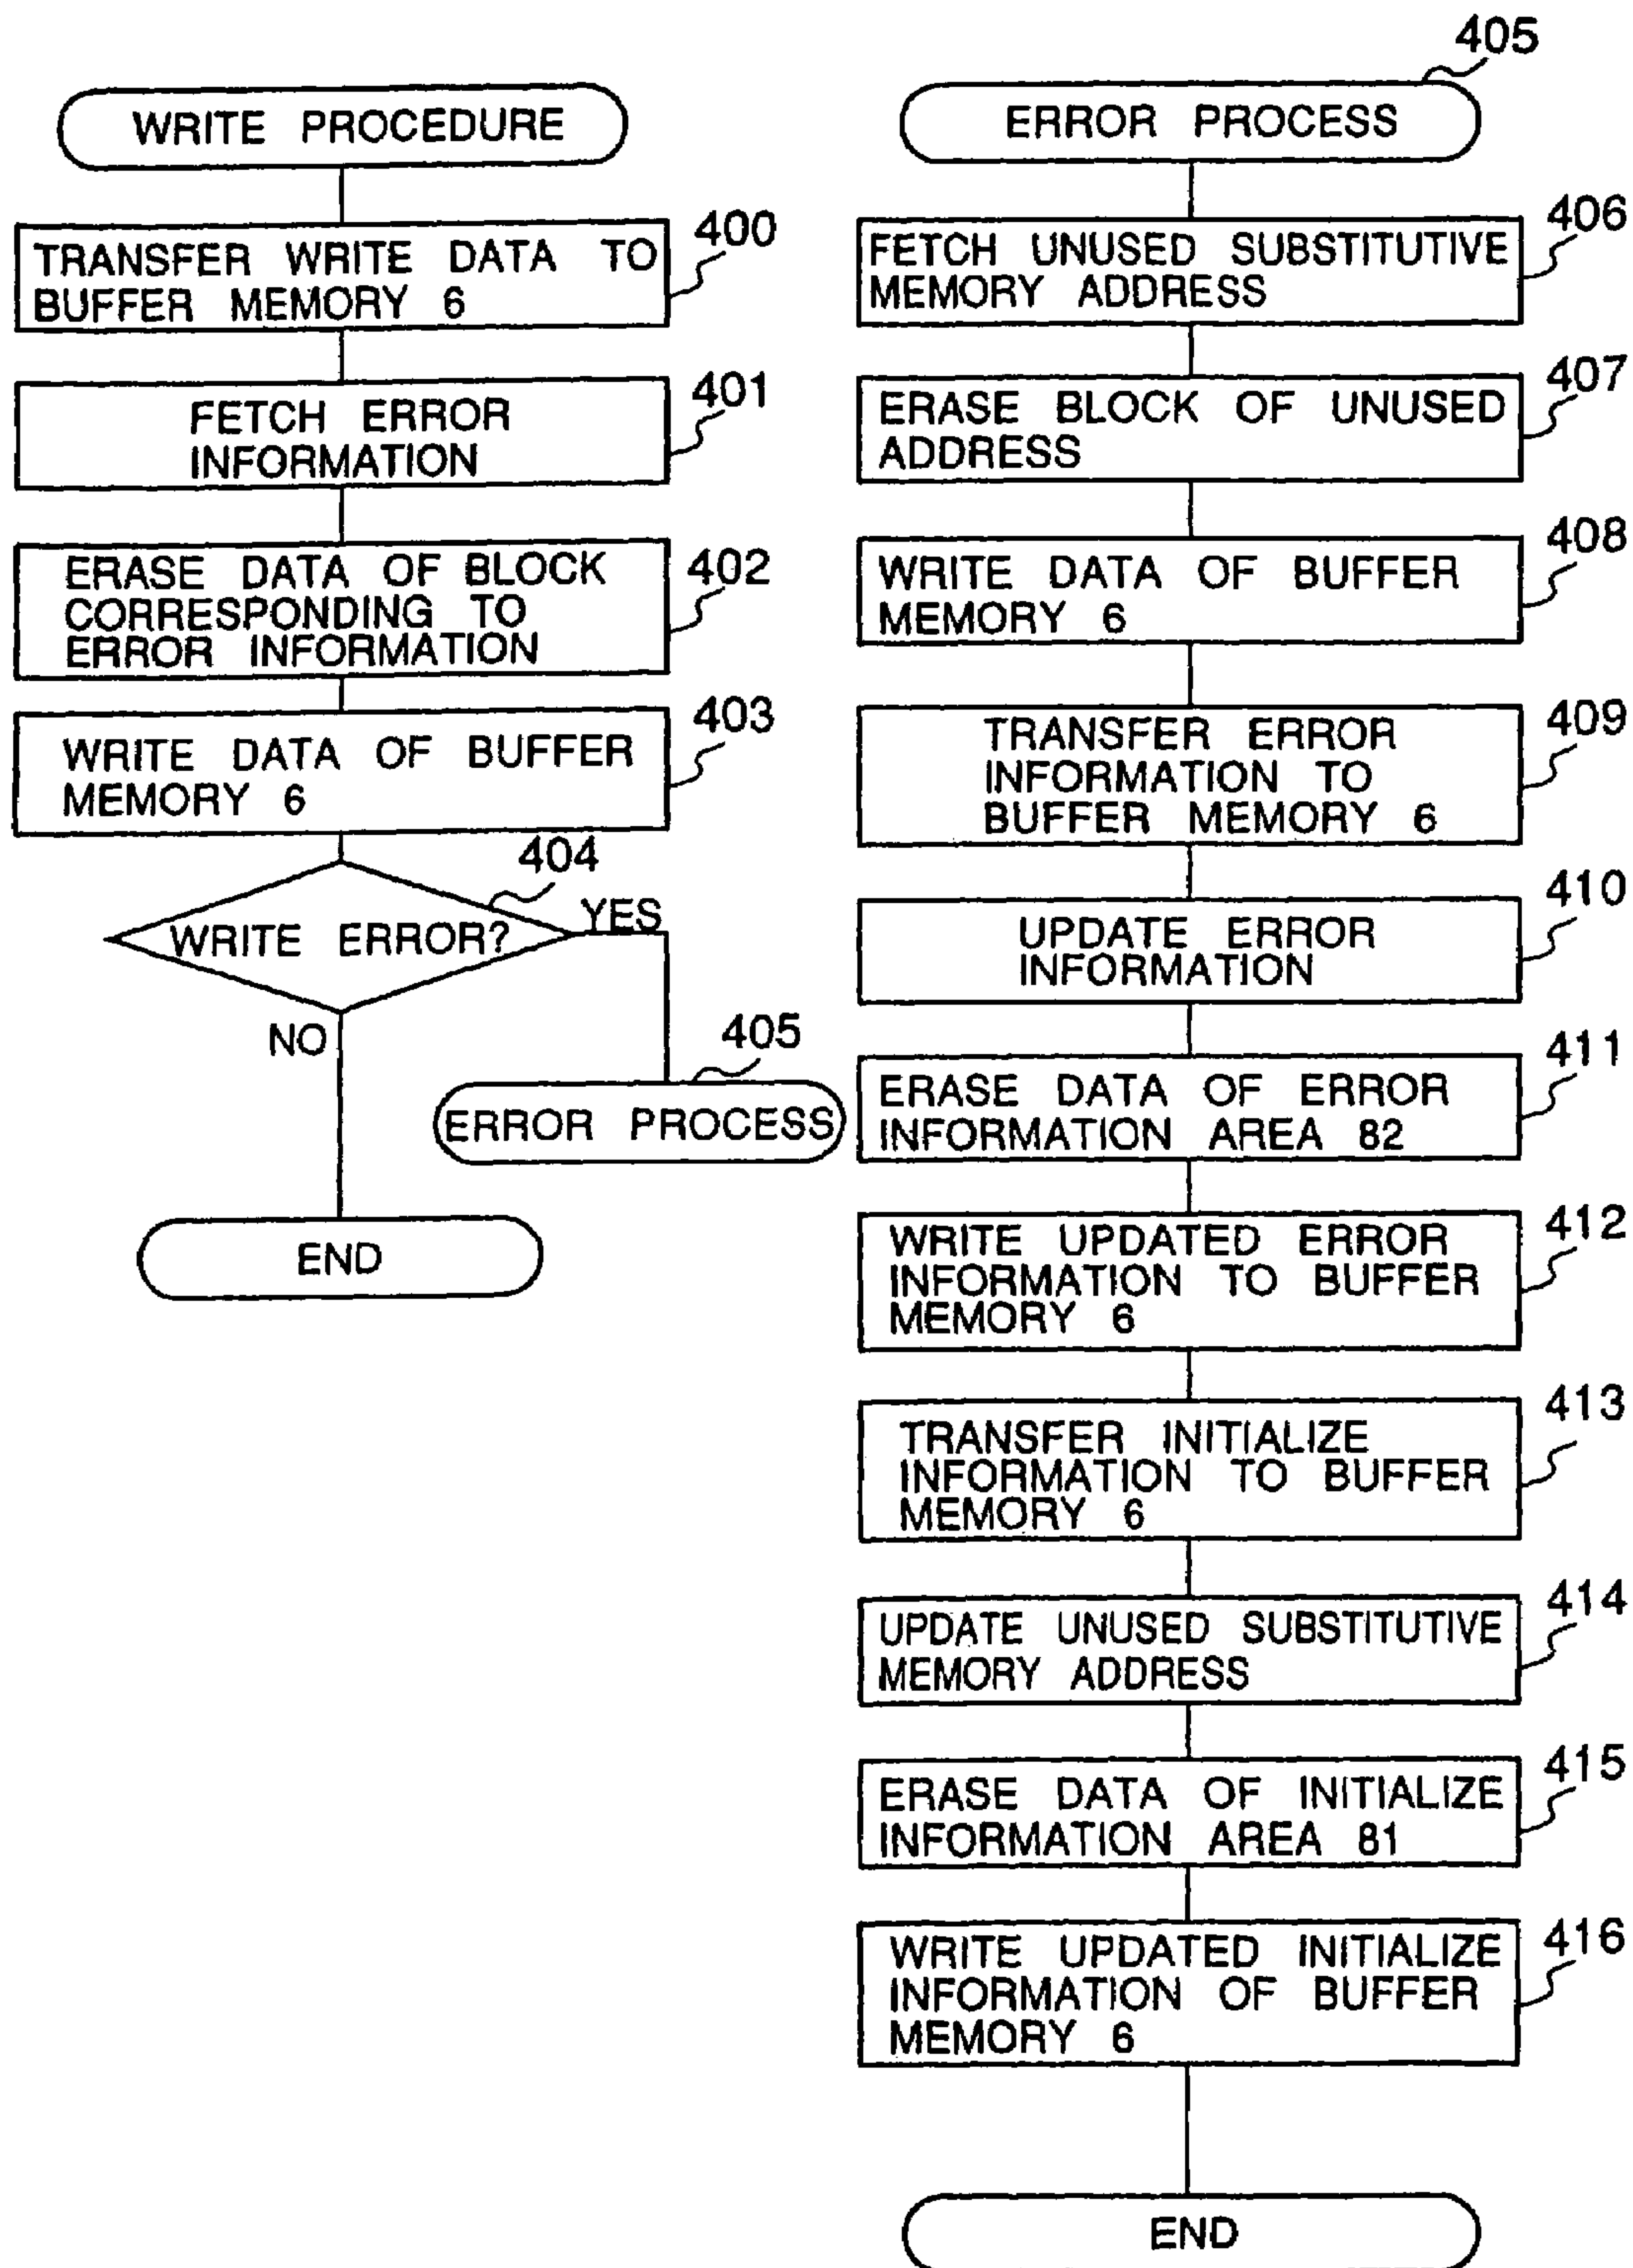 WRITE PROCEDURE
400
TRANSFER WRITE DATA TO
BUFFER MEMORY 6
401
FETCH ERROR
INFORMATION
402
ERASE DATA OF BLOCK
CORRESPONDING TO
ERROR INFORMATION
403
WRITE DATA OF BUFFER
MEMORY 6
404
WRITE ERROR?
YES
NO
405
ERROR PROCESS
END
405
ERROR PROCESS
406
FETCH UNUSED SUBSTITUTIVE
MEMORY ADDRESS
407
ERASE BLOCK OF UNUSED
ADDRESS
408
WRITE DATA OF BUFFER
MEMORY 6
409
TRANSFER ERROR
INFORMATION TO
BUFFER MEMORY 6
410
UPDATE ERROR
INFORMATION
411
ERASE DATA OF ERROR
INFORMATION AREA 82
412
WRITE UPDATED ERROR
INFORMATION TO BUFFER
MEMORY 6
413
TRANSFER INITIALIZE
INFORMATION TO BUFFER
MEMORY 6
414
UPDATE UNUSED SUBSTITUTIVE
MEMORY ADDRESS
415
ERASE DATA OF INITIALIZE
INFORMATION AREA 81
416
WRITE UPDATED INITIALIZE
INFORMATION OF BUFFER
MEMORY 6
END